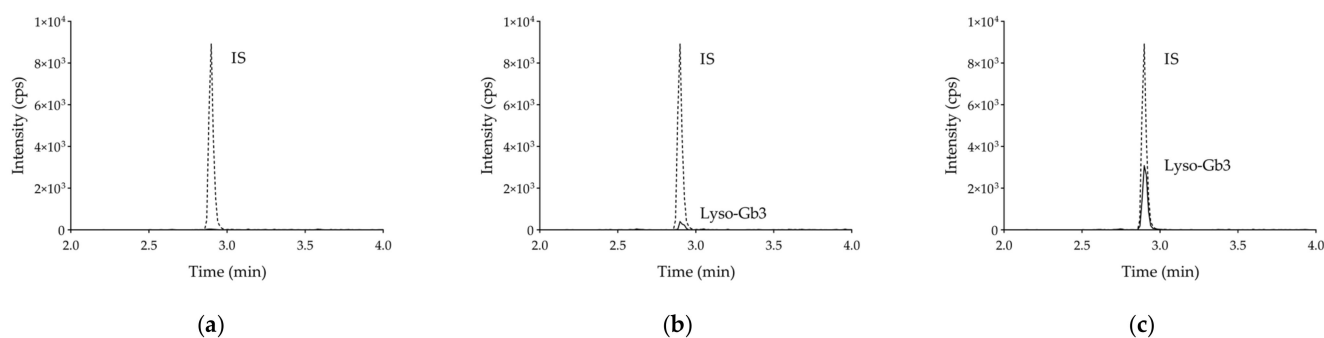 1×10⁴
8×10³
6×10³
4×10³
2×10³
0
Intensity (cps)
IS
2.0 2.5 3.0 3.5 4.0
Time (min)
(a)
1×10⁴
8×10³
6×10³
4×10³
2×10³
0
Intensity (cps)
IS
Lyso-Gb3
2.0 2.5 3.0 3.5 4.0
Time (min)
(b)
1×10⁴
8×10³
6×10³
4×10³
2×10³
0
Intensity (cps)
IS
Lyso-Gb3
2.0 2.5 3.0 3.5 4.0
Time (min)
(c)